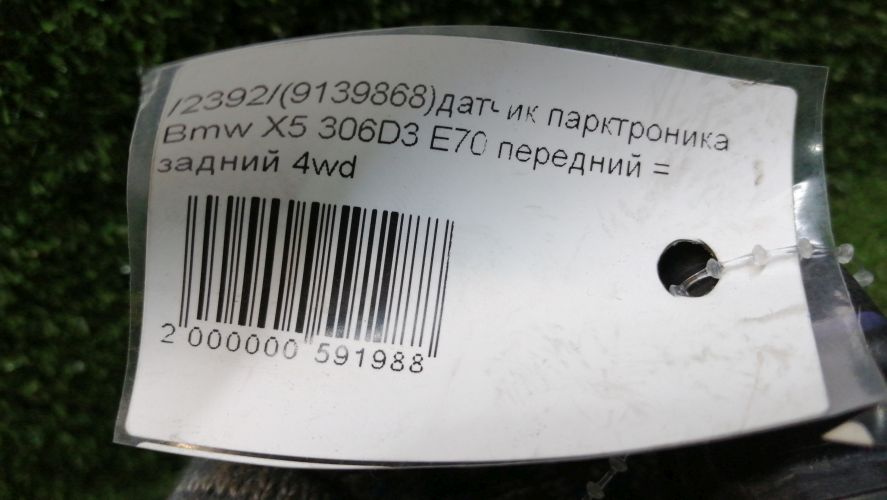 /2392/(9139868)датчик парктроника
Bmw X5 306D3 E70 передний =
задний 4wd
2 000000 591988